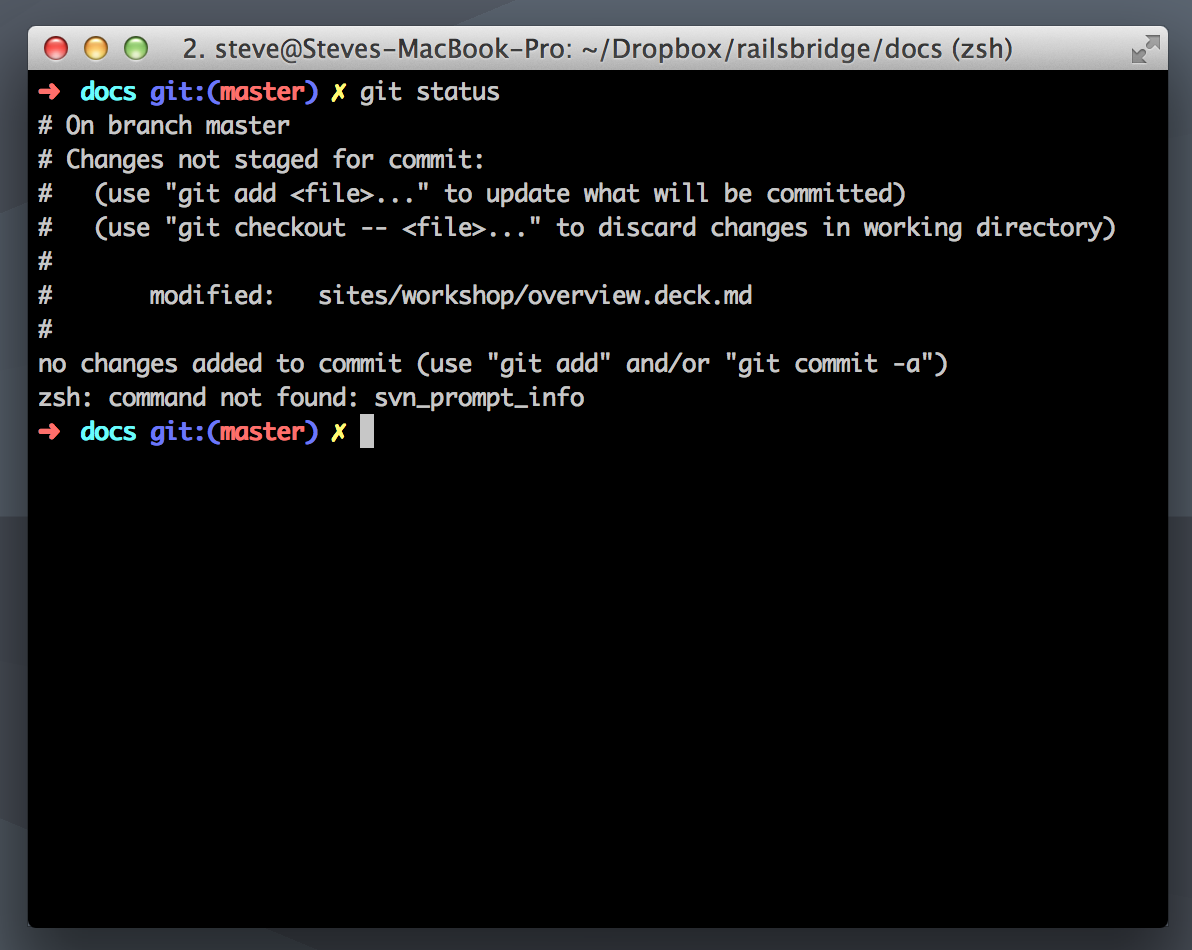 2. steve@Steves-MacBook-Pro: ~/Dropbox/railsbridge/docs (zsh)
➜  docs git:(master) ✗ git status
# On branch master
# Changes not staged for commit:
#   (use "git add <file>..." to update what will be committed)
#   (use "git checkout -- <file>..." to discard changes in working directory)
#
#       modified:   sites/workshop/overview.deck.md
#
no changes added to commit (use "git add" and/or "git commit -a")
zsh: command not found: svn_prompt_info
➜  docs git:(master) ✗